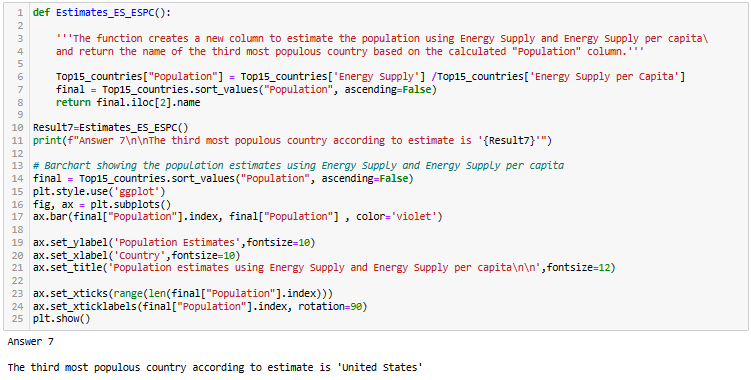 1 def Estimates_ES_ESPC():
2
3 '''The function creates a new column to estimate the population using Energy Supply and Energy Supply per capita\
4 and return the name of the third most populous country based on the calculated "Population" column.'''
5
6 Top15_countries["Population"] = Top15_countries['Energy Supply'] /Top15_countries['Energy Supply per Capita']
7 final = Top15_countries.sort_values("Population", ascending=False)
8 return final.iloc[2].name
9
10 Result7=Estimates_ES_ESPC()
11 print(f"Answer 7\n\nThe third most populous country according to estimate is '{Result7}'")
12
13 # Barchart showing the population estimates using Energy Supply and Energy Supply per capita
14 final = Top15_countries.sort_values("Population", ascending=False)
15 plt.style.use('ggplot')
16 fig, ax = plt.subplots()
17 ax.bar(final["Population"].index, final["Population"] , color='violet')
18
19 ax.set_ylabel('Population Estimates',fontsize=10)
20 ax.set_xlabel('Country',fontsize=10)
21 ax.set_title('Population estimates using Energy Supply and Energy Supply per capita\n\n',fontsize=12)
22
23 ax.set_xticks(range(len(final["Population"].index)))
24 ax.set_xticklabels(final["Population"].index, rotation=90)
25 plt.show()
Answer 7
The third most populous country according to estimate is 'United States'